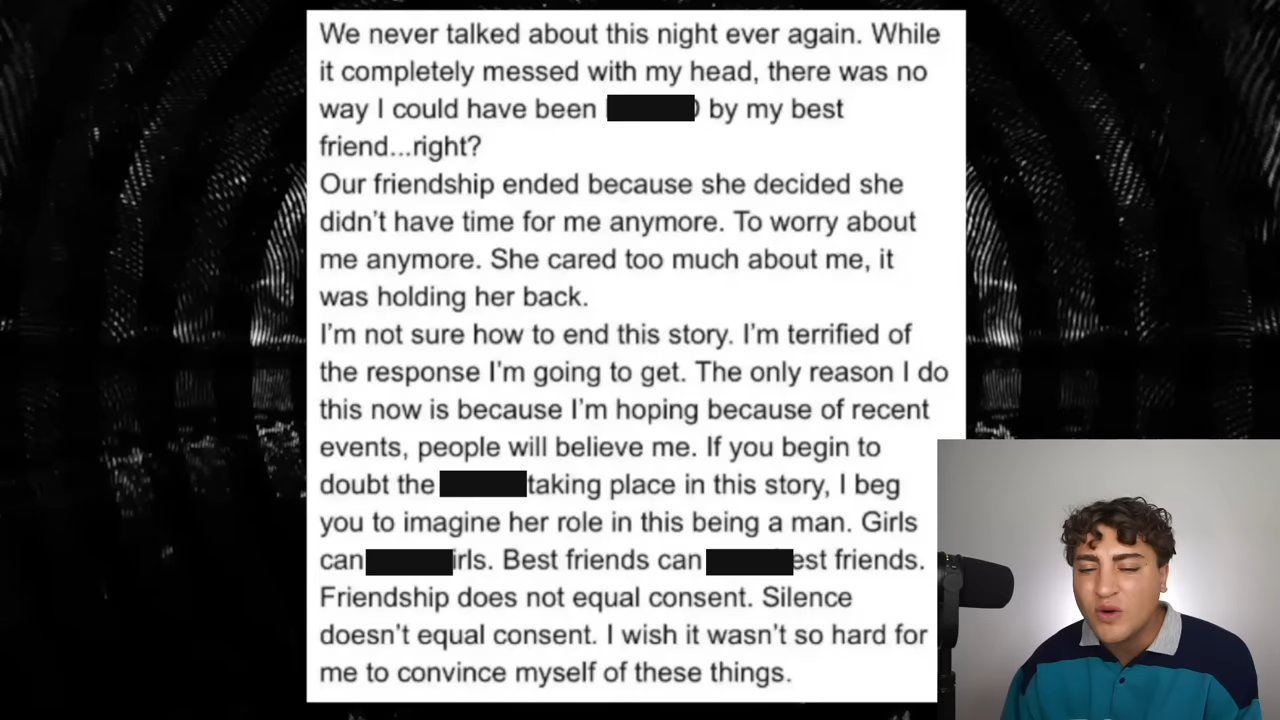 We never talked about this night ever again. While
it completely messed with my head, there was no
way I could have been by my best
friend...right?
Our friendship ended because she decided she
didn't have time for me anymore. To worry about
me anymore. She cared too much about me, it
was holding her back.
I'm not sure how to end this story. I'm terrified of
the response I'm going to get. The only reason I do
this now is because I'm hoping because of recent
events, people will believe me. If you begin to
doubt the taking place in this story, I beg
you to imagine her role in this being a man. Girls
can irls. Best friends can est friends.
Friendship does not equal consent. Silence
doesn't equal consent. I wish it wasn't so hard for
me to convince myself of these things.